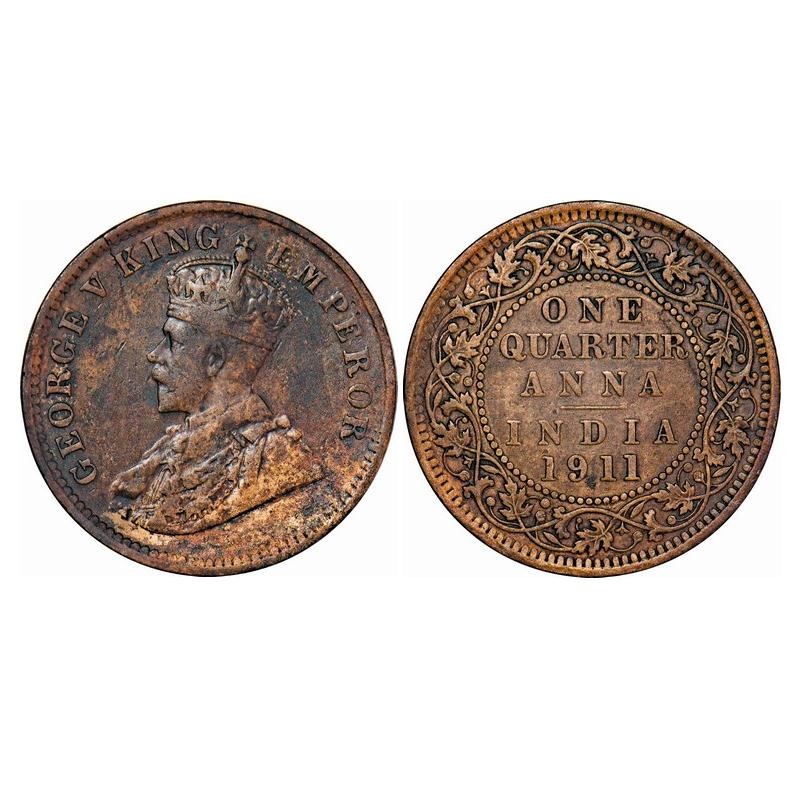 GEORGE V KING EMPEROR
ONE
QUARTER
ANNA
INDIA
1911